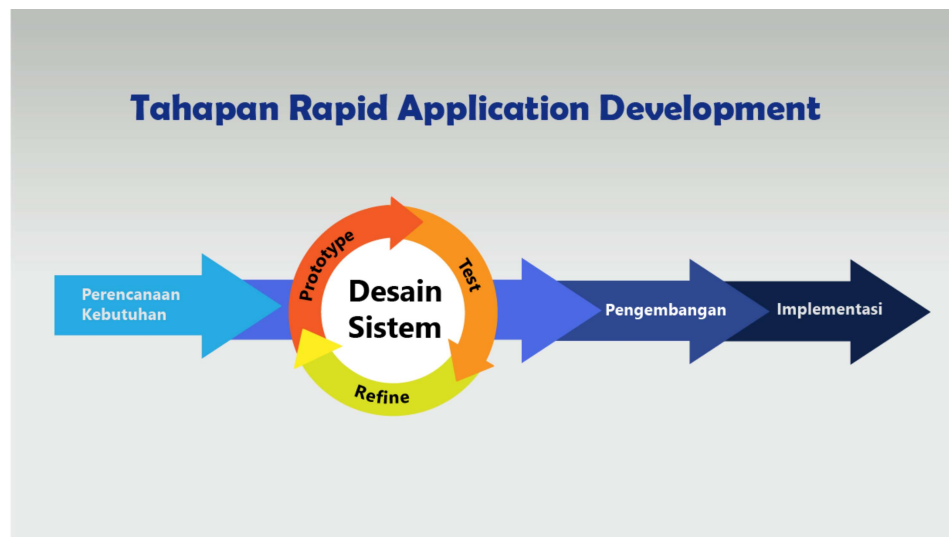 Tahapan Rapid Application Development
Perencanaan
Kebutuhan
Prototype
Test
Refine
Desain
Sistem
Pengembangan
Implementasi